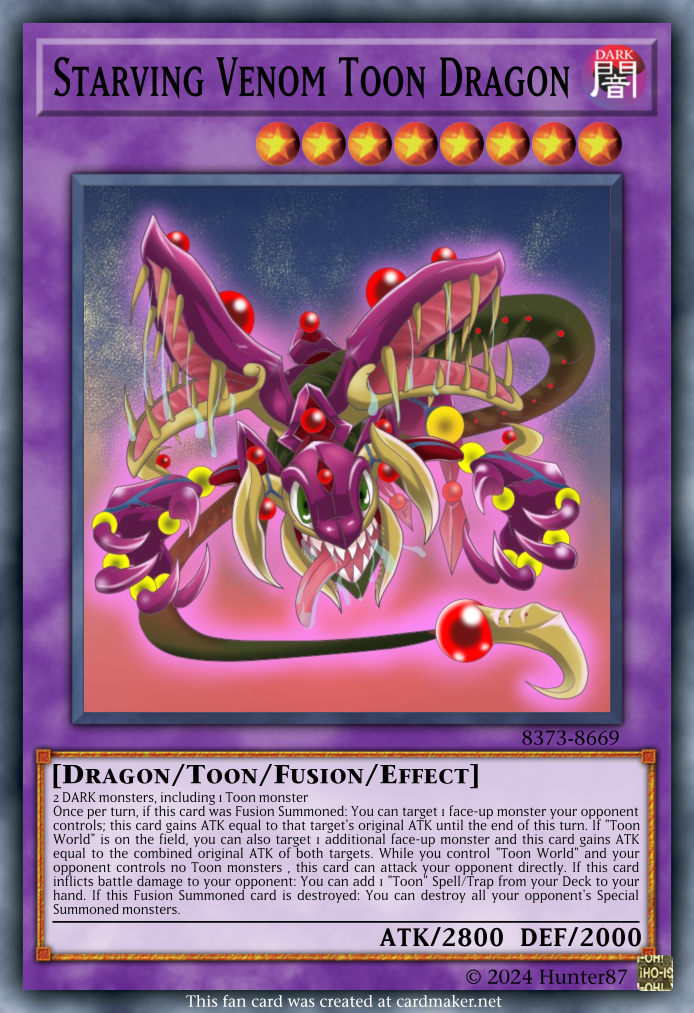 Starving Venom Toon Dragon
DARK
闇
8373-8669
[Dragon/Toon/Fusion/Effect]
2 DARK monsters, including 1 Toon monster
Once per turn, if this card was Fusion Summoned: You can target 1 face-up monster your opponent
controls; this card gains ATK equal to that target's original ATK until the end of this turn. If "Toon
World" is on the field, you can also target 1 additional face-up monster and this card gains ATK
equal to the combined original ATK of both targets. While you control "Toon World" and your
opponent controls no Toon monsters , this card can attack your opponent directly. If this card
inflicts battle damage to your opponent: You can add 1 "Toon" Spell/Trap from your Deck to your
hand. If this Fusion Summoned card is destroyed: You can destroy all your opponent's Special
Summoned monsters.
ATK/2800 DEF/2000
© 2024 Hunter87
This fan card was created at cardmaker.net